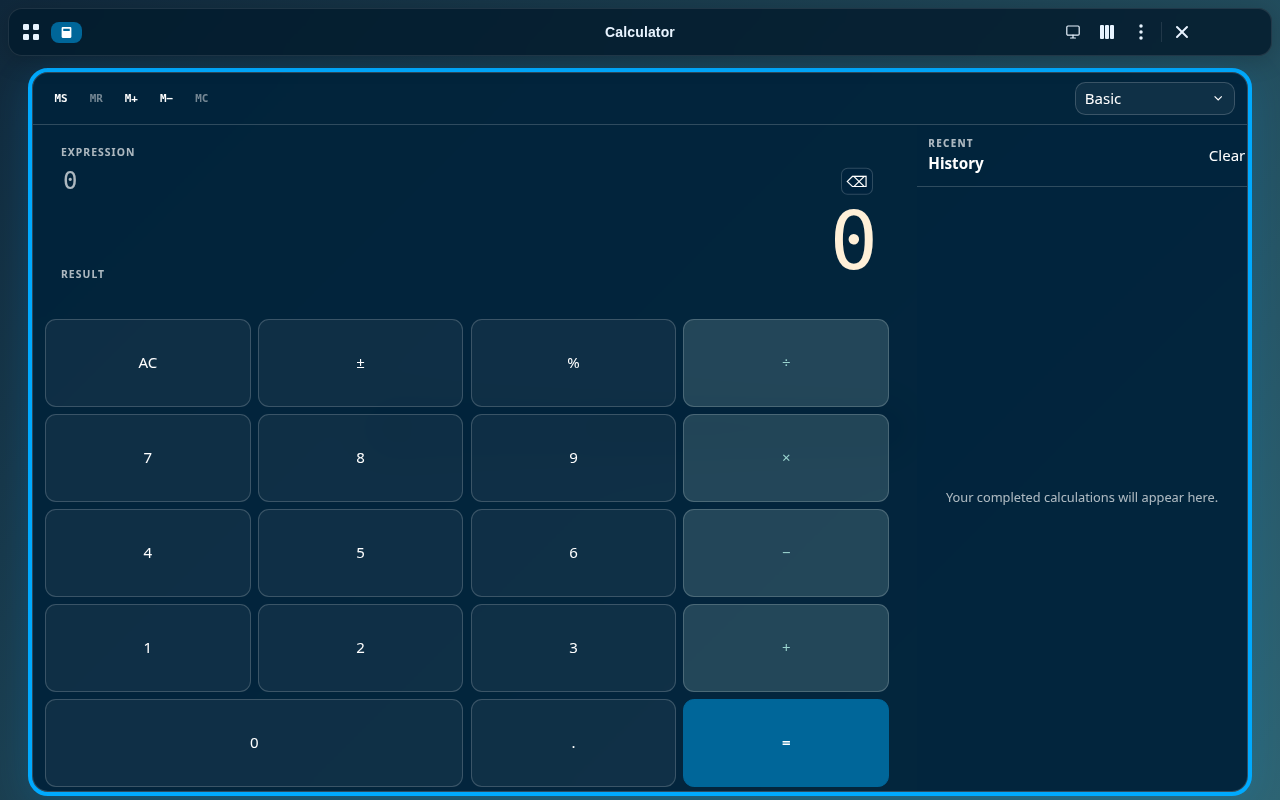 Calculator
MS MR M+ M− MC
Basic
EXPRESSION
0
⌫
0
RESULT
RECENT
History
Clear
Your completed calculations will appear here.
AC ± % ÷
7 8 9 ×
4 5 6 −
1 2 3 +
0 . =